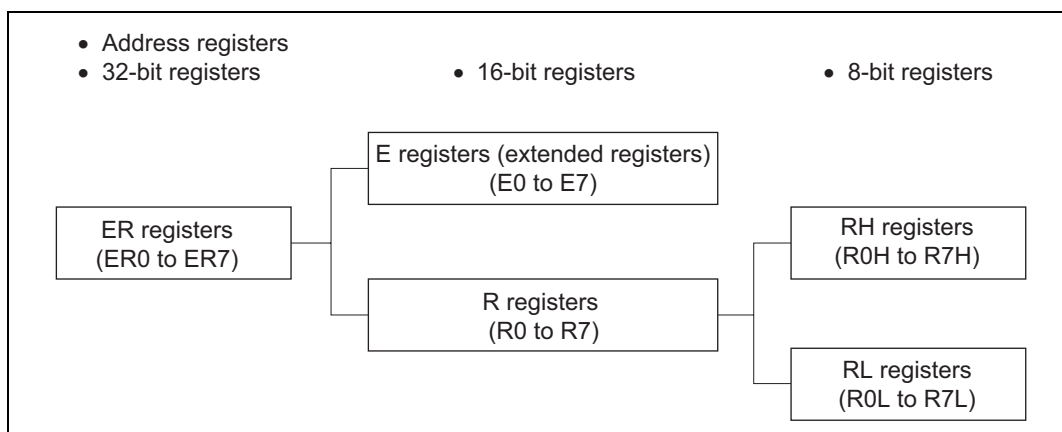 • Address registers
• 32-bit registers
• 16-bit registers
• 8-bit registers
E registers (extended registers)
(E0 to E7)
ER registers
(ER0 to ER7)
RH registers
(R0H to R7H)
R registers
(R0 to R7)
RL registers
(R0L to R7L)